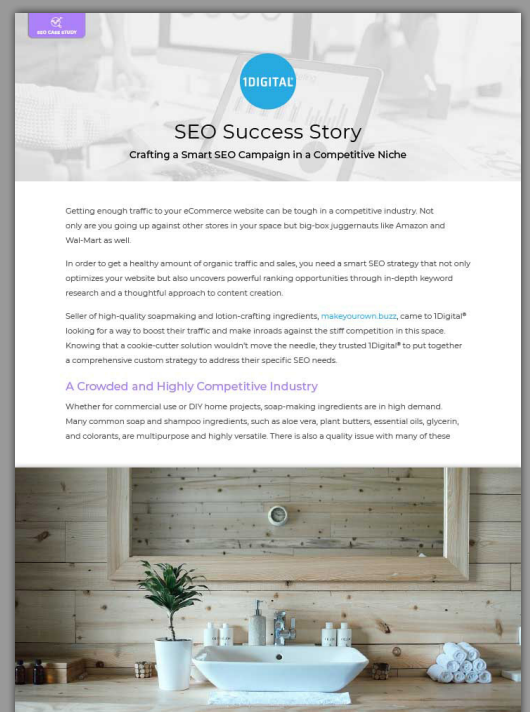 SEO CASE STUDY
1DIGITAL®
SEO Success Story
Crafting a Smart SEO Campaign in a Competitive Niche
Getting enough traffic to your eCommerce website can be tough in a competitive industry. Not
only are you going up against other stores in your space but big-box juggernauts like Amazon and
Wal-Mart as well.
In order to get a healthy amount of organic traffic and sales, you need a smart SEO strategy that not only
optimizes your website but also uncovers powerful ranking opportunities through in-depth keyword
research and a thoughtful approach to content creation.
Seller of high-quality soapmaking and lotion-crafting ingredients, makeyourown.buzz, came to 1Digital®
looking for a way to boost their traffic and make inroads against the stiff competition in this space.
Knowing that a cookie-cutter solution wouldn't move the needle, they trusted 1Digital® to put together
a comprehensive custom strategy to address their specific SEO needs.
A Crowded and Highly Competitive Industry
Whether for commercial use or DIY home projects, soap-making ingredients are in high demand.
Many common soap and shampoo ingredients, such as aloe vera, plant butters, essential oils, glycerin,
and colorants, are multipurpose and highly versatile. There is also a quality issue with many of these